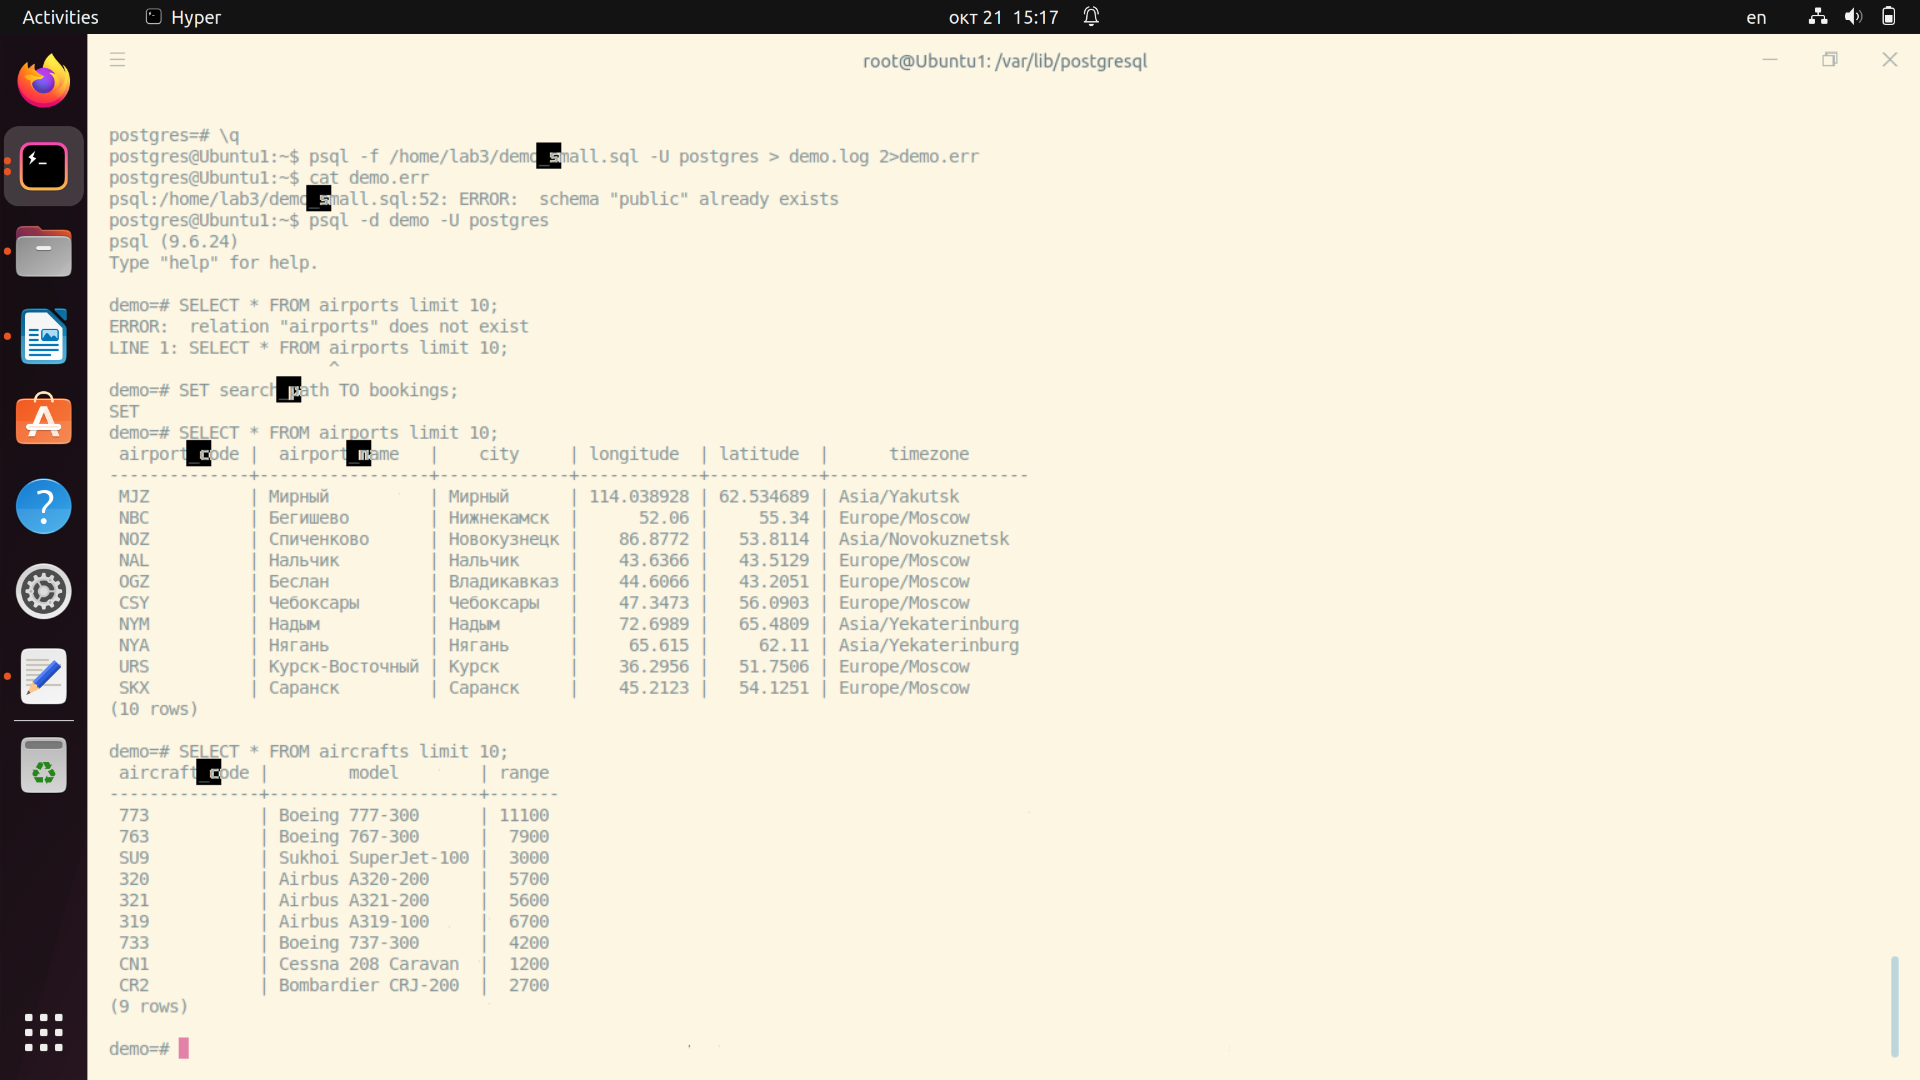 Activities Hyper окт 21 15:17 en
root@Ubuntu1: /var/lib/postgresql
postgres=# \q
postgres@Ubuntu1:~$ psql -f /home/lab3/demo_small.sql -U postgres > demo.log 2>demo.err
postgres@Ubuntu1:~$ cat demo.err
psql:/home/lab3/demo_small.sql:52: ERROR:  schema "public" already exists
postgres@Ubuntu1:~$ psql -d demo -U postgres
psql (9.6.24)
Type "help" for help.
demo=# SELECT * FROM airports limit 10;
ERROR:  relation "airports" does not exist
LINE 1: SELECT * FROM airports limit 10;
                      ^
demo=# SET search_path TO bookings;
SET
demo=# SELECT * FROM airports limit 10;
 airport_code |  airport_name   |    city     | longitude  | latitude  |      timezone
--------------+-----------------+-------------+------------+-----------+--------------------
 MJZ          | Мирный          | Мирный      | 114.038928 | 62.534689 | Asia/Yakutsk
 NBC          | Бегишево        | Нижнекамск  |      52.06 |     55.34 | Europe/Moscow
 NOZ          | Спиченково      | Новокузнецк |    86.8772 |   53.8114 | Asia/Novokuznetsk
 NAL          | Нальчик         | Нальчик     |    43.6366 |   43.5129 | Europe/Moscow
 OGZ          | Беслан          | Владикавказ |    44.6066 |   43.2051 | Europe/Moscow
 CSY          | Чебоксары       | Чебоксары   |    47.3473 |   56.0903 | Europe/Moscow
 NYM          | Надым           | Надым       |    72.6989 |   65.4809 | Asia/Yekaterinburg
 NYA          | Нягань          | Нягань      |     65.615 |     62.11 | Asia/Yekaterinburg
 URS          | Курск-Восточный | Курск       |    36.2956 |   51.7506 | Europe/Moscow
 SKX          | Саранск         | Саранск     |    45.2123 |   54.1251 | Europe/Moscow
(10 rows)
demo=# SELECT * FROM aircrafts limit 10;
 aircraft_code |        model        | range
---------------+---------------------+-------
 773           | Boeing 777-300      | 11100
 763           | Boeing 767-300      |  7900
 SU9           | Sukhoi SuperJet-100 |  3000
 320           | Airbus A320-200     |  5700
 321           | Airbus A321-200     |  5600
 319           | Airbus A319-100     |  6700
 733           | Boeing 737-300      |  4200
 CN1           | Cessna 208 Caravan  |  1200
 CR2           | Bombardier CRJ-200  |  2700
(9 rows)
demo=#